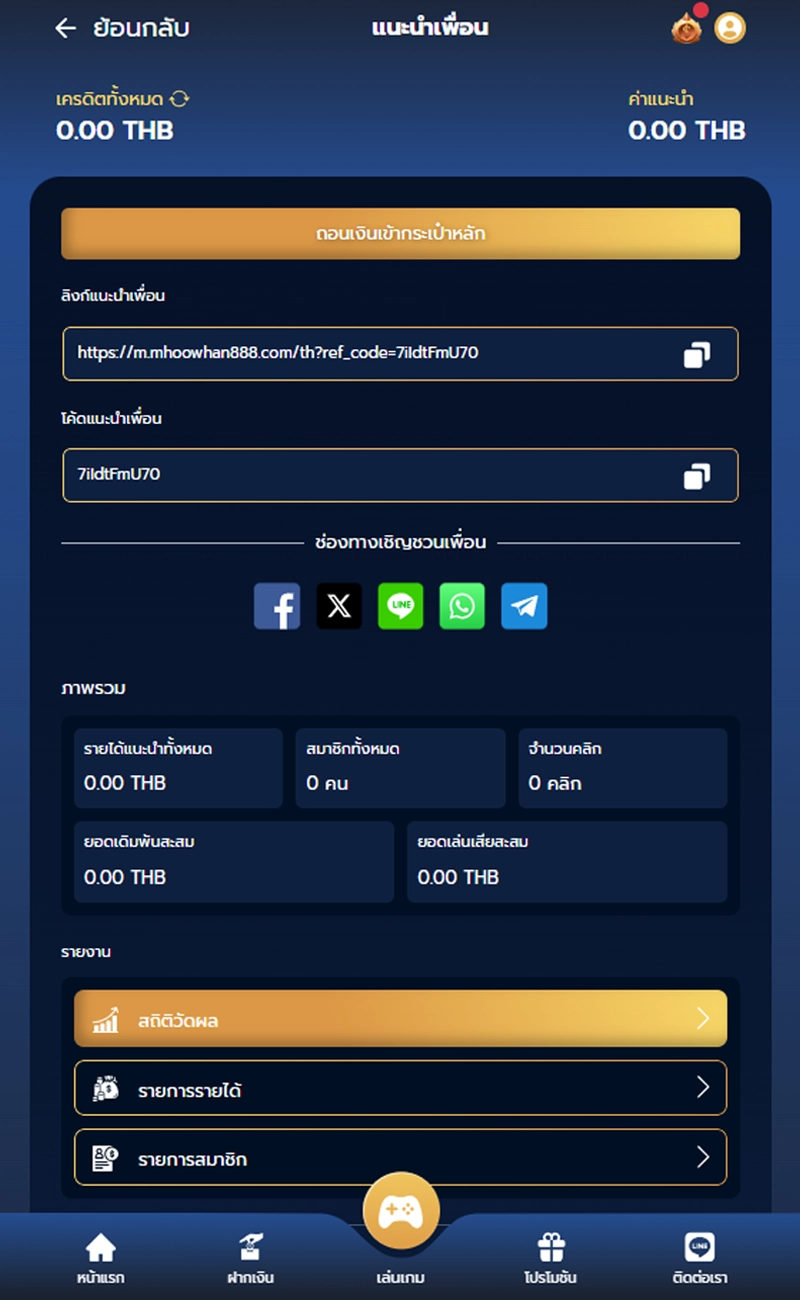 ย้อนกลับ
แนะนำเพื่อน
เครดิตทั้งหมด
ค่าแนะนำ
0.00 THB
0.00 THB
ถอนเงินเข้ากระเป๋าหลัก
ลิงก์แนะนำเพื่อน
https://m.mhoowhan888.com/th?ref_code=7iIdtFmU70
โค้ดแนะนำเพื่อน
7iIdtFmU70
ช่องทางเชิญชวนเพื่อน
LINE
ภาพรวม
รายได้แนะนำทั้งหมด
สมาชิกทั้งหมด
จำนวนคลิก
0.00 THB
0 คน
0 คลิก
ยอดเดิมพันสะสม
ยอดเล่นเสียสะสม
0.00 THB
0.00 THB
รายงาน
สถิติวัดผล
รายการรายได้
รายการสมาชิก
LINE
หน้าแรก
ฝากเงิน
เล่นเกม
โปรโมชัน
ติดต่อเรา